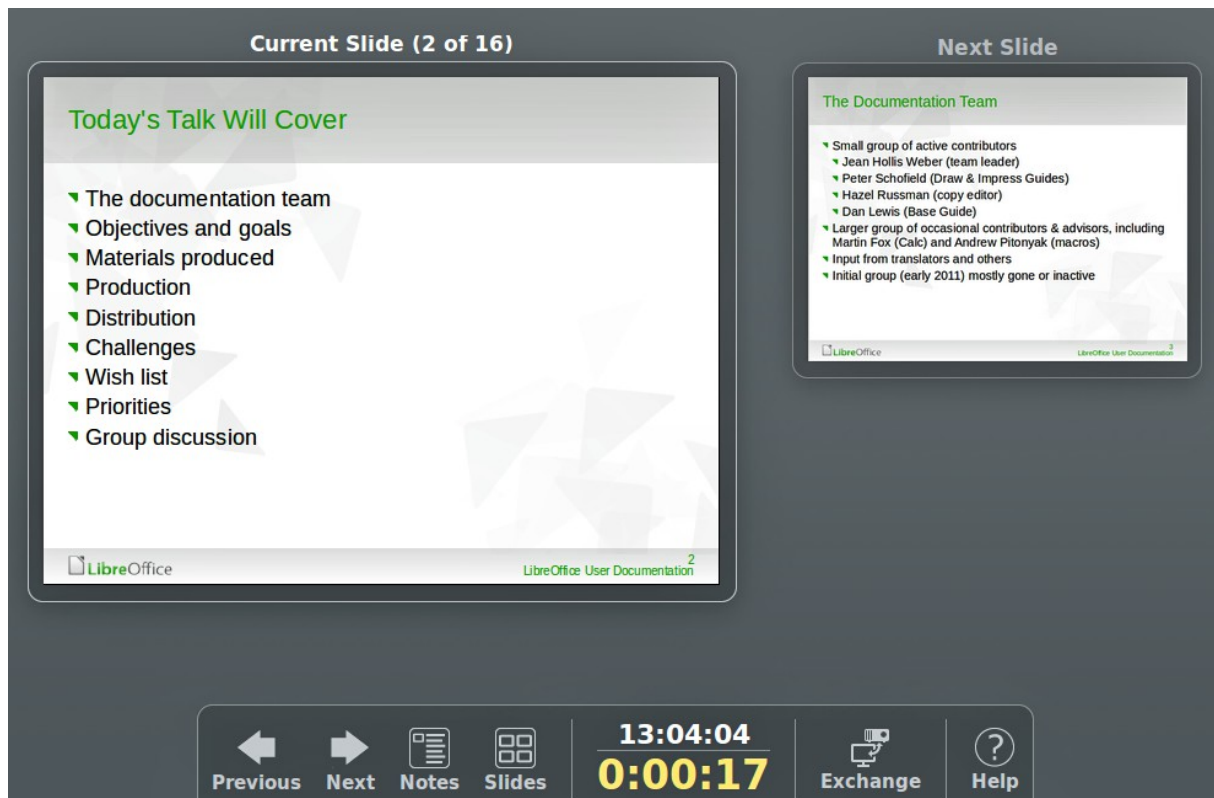 Current Slide (2 of 16)
Today's Talk Will Cover
The documentation team
Objectives and goals
Materials produced
Production
Distribution
Challenges
Wish list
Priorities
Group discussion
LibreOffice
2
LibreOffice User Documentation
Next Slide
The Documentation Team
Small group of active contributors
Jean Hollis Weber (team leader)
Peter Schofield (Draw & Impress Guides)
Hazel Russman (copy editor)
Dan Lewis (Base Guide)
Larger group of occasional contributors & advisors, including
Martin Fox (Calc) and Andrew Pitonyak (macros)
Input from translators and others
Initial group (early 2011) mostly gone or inactive
LibreOffice
3
LibreOffice User Documentation
Previous
Next
Notes
Slides
13:04:04
0:00:17
Exchange
?
Help